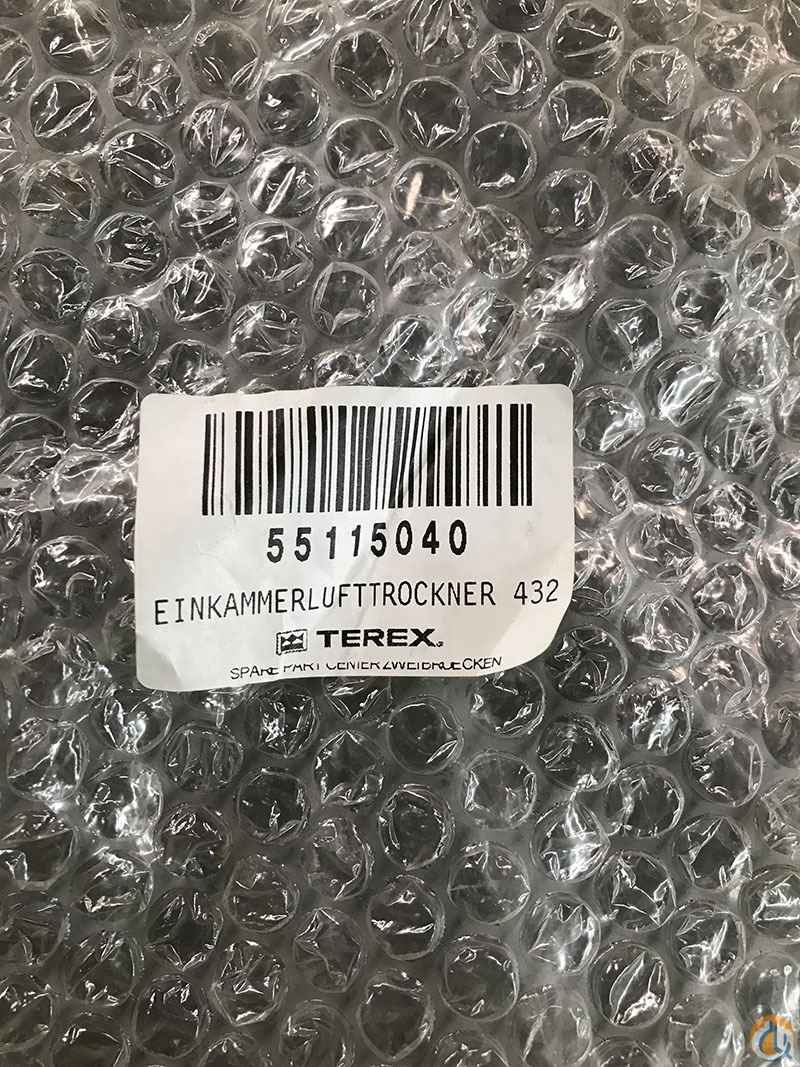 55115040
EINKAMMERLUFTTROCKNER 432
TEREX.
SPARE PART CENTER ZWEIBRUECKEN